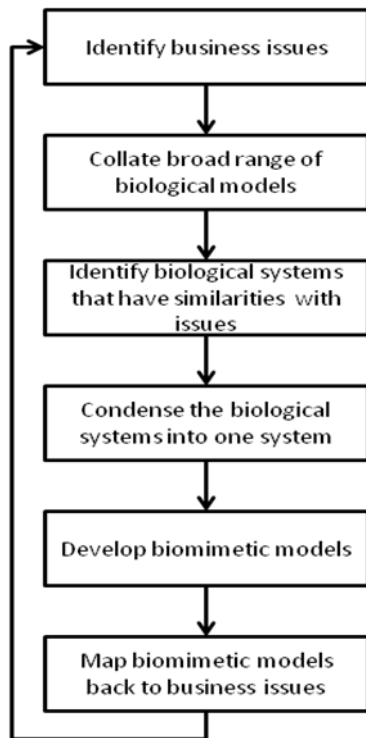 Identify business issues
Collate broad range of
biological models
Identify biological systems
that have similarities with
issues
Condense the biological
systems into one system
Develop biomimetic models
Map biomimetic models
back to business issues